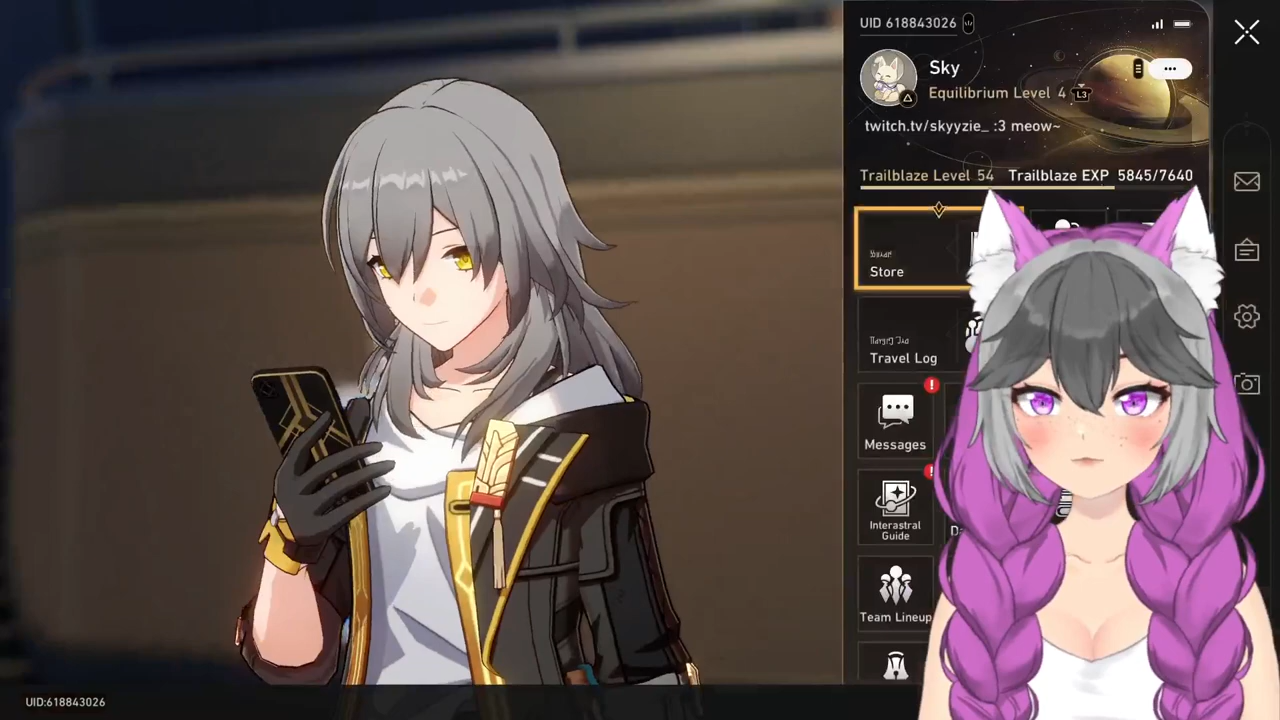 UID 618843026
Sky
Equilibrium Level 4
L3
twitch.tv/skyyzie_ :3 meow~
Trailblaze Level 54 Trailblaze EXP 5845/7640
Store
Travel Log
Messages
Interastral
Guide
Team Lineup
UID:618843026